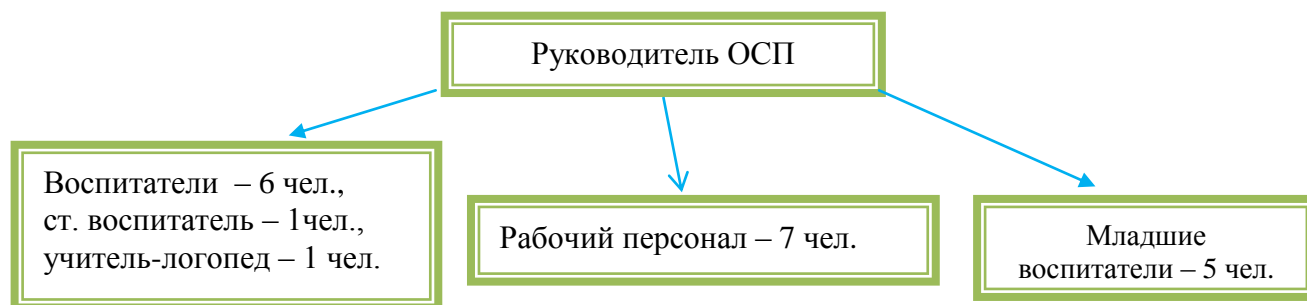 Руководитель ОСП
Воспитатели – 6 чел.,
ст. воспитатель – 1чел.,
учитель-логопед – 1 чел.
Рабочий персонал – 7 чел.
Младшие
воспитатели – 5 чел.